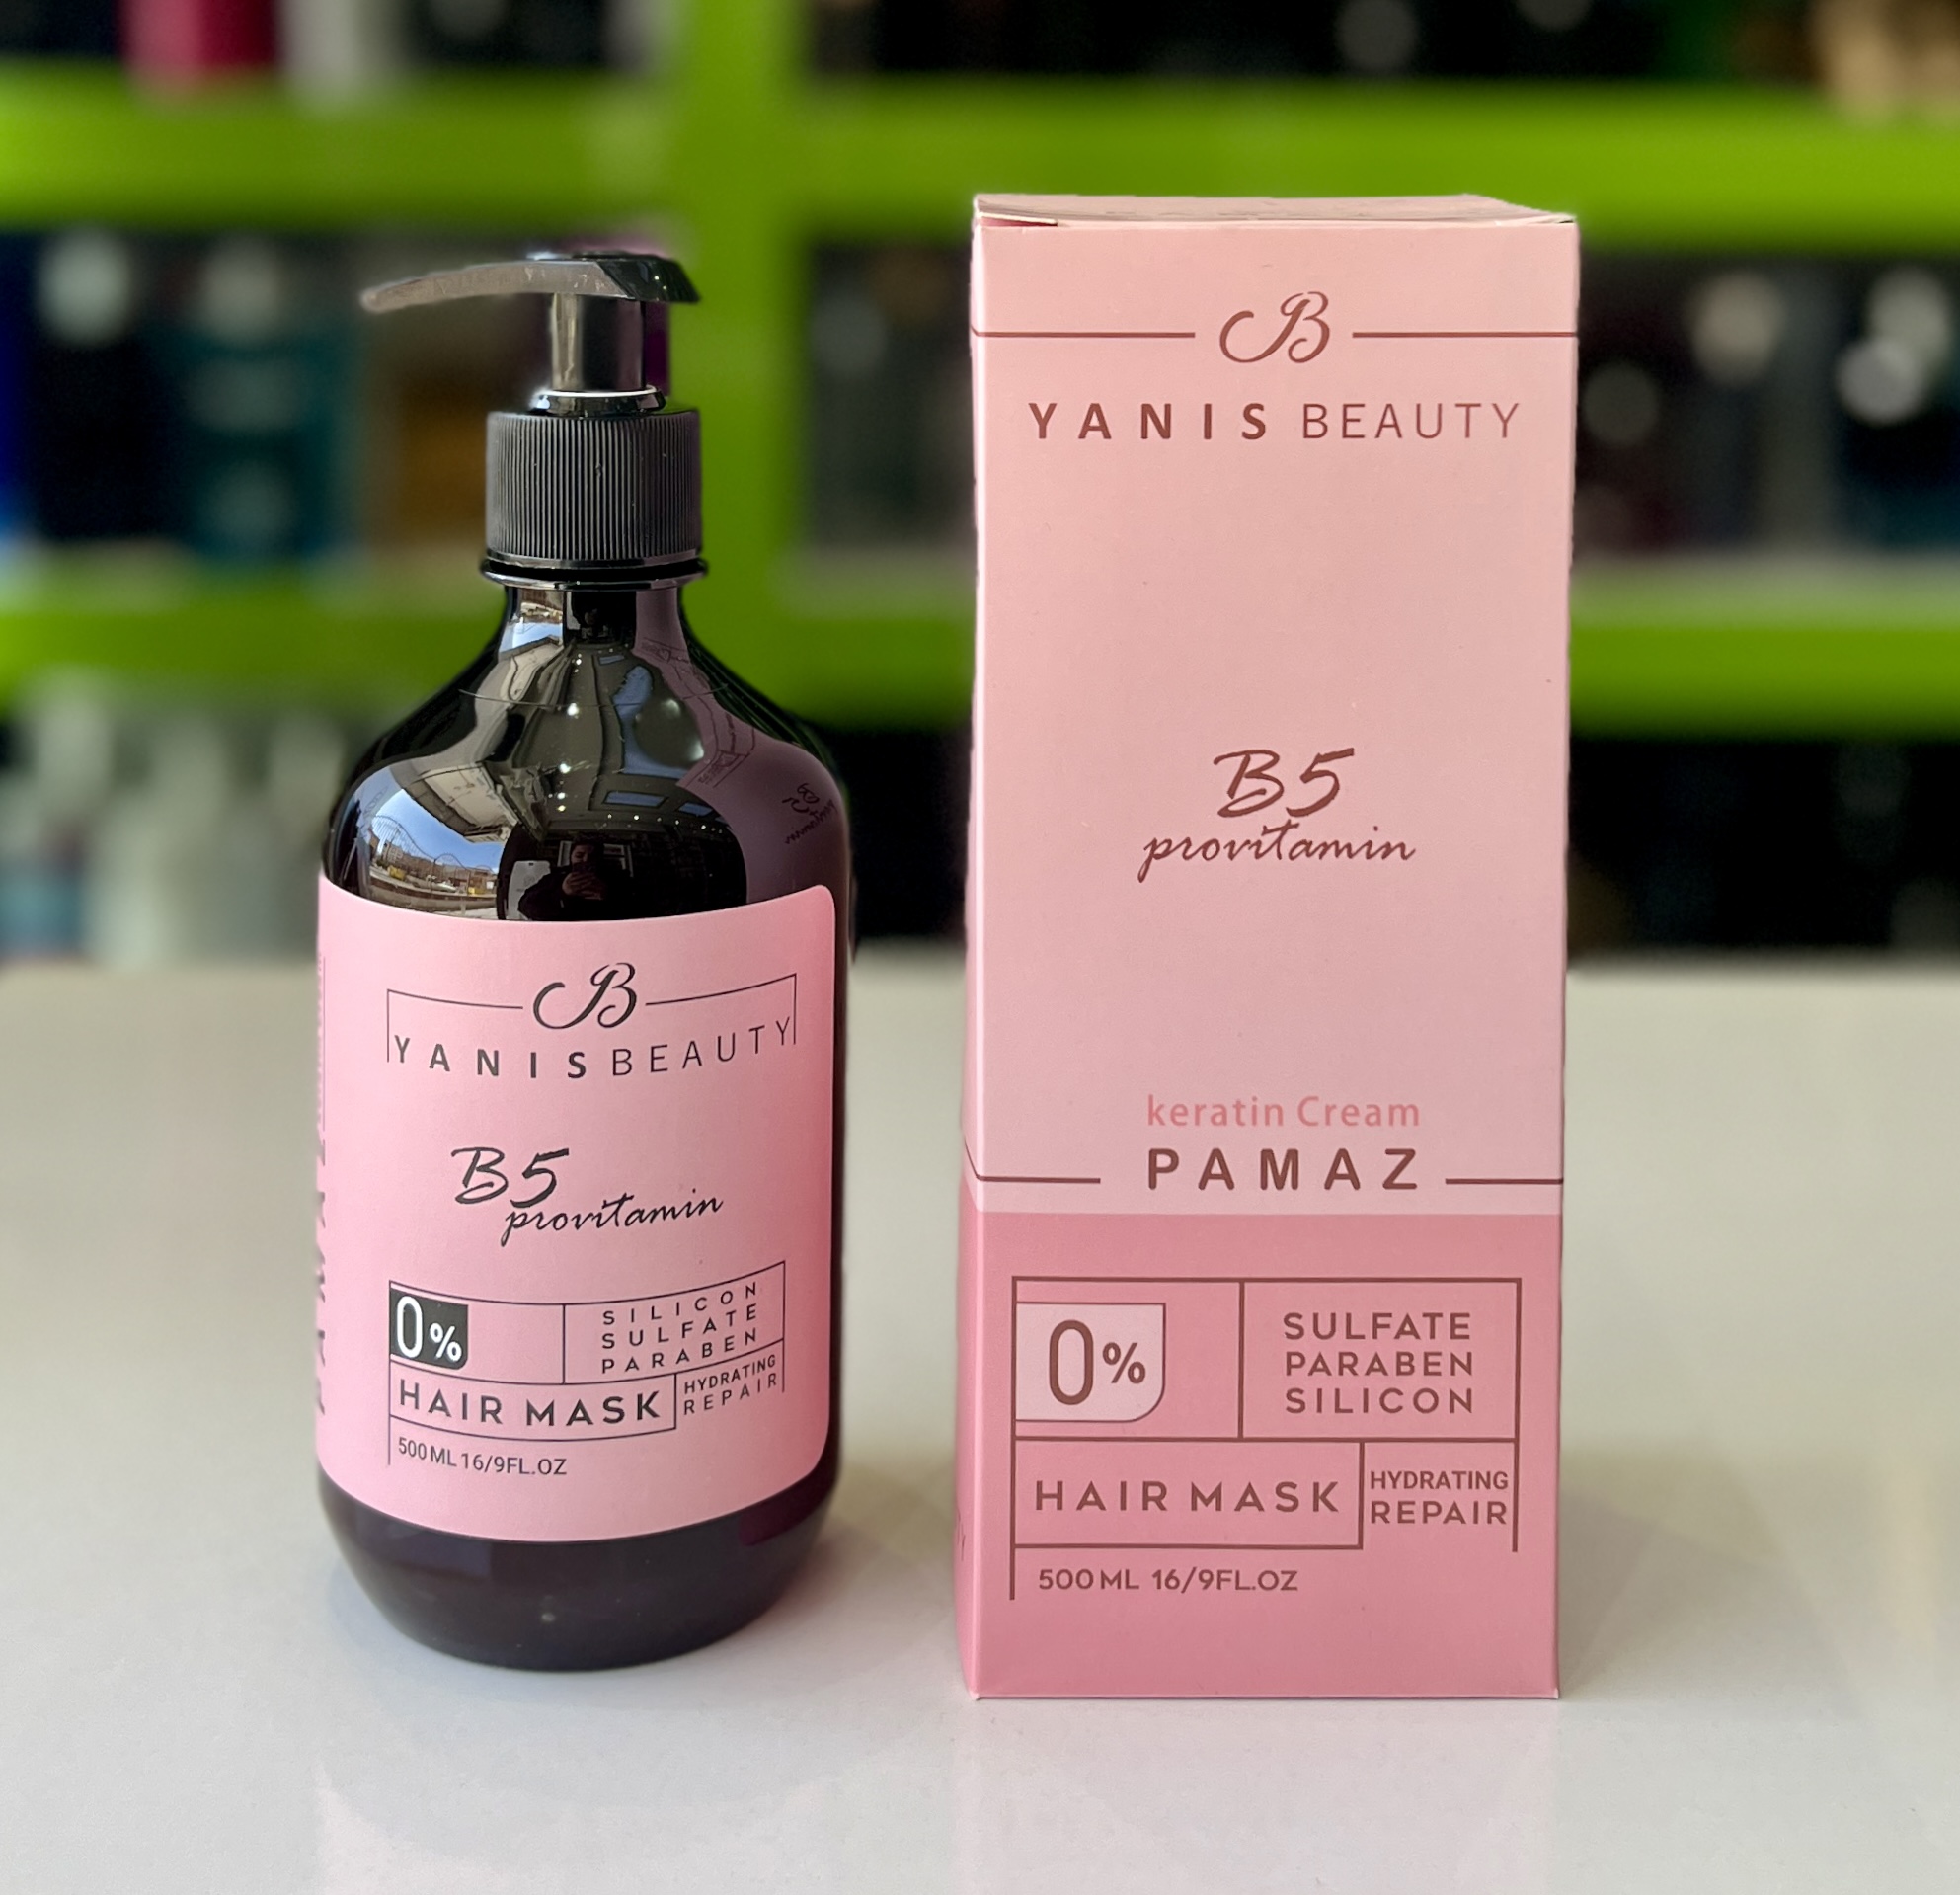 B
YANIS BEAUTY
B5
provitamin
0%
SILICON
SULFATE
PARABEN
HAIR MASK
HYDRATING
REPAIR
500 ML 16/9FL.OZ
PAMAZ
B
YANIS BEAUTY
B5
provitamin
keratin Cream
PAMAZ
0%
SULFATE
PARABEN
SILICON
HAIR MASK
HYDRATING
REPAIR
500 ML 16/9FL.OZ